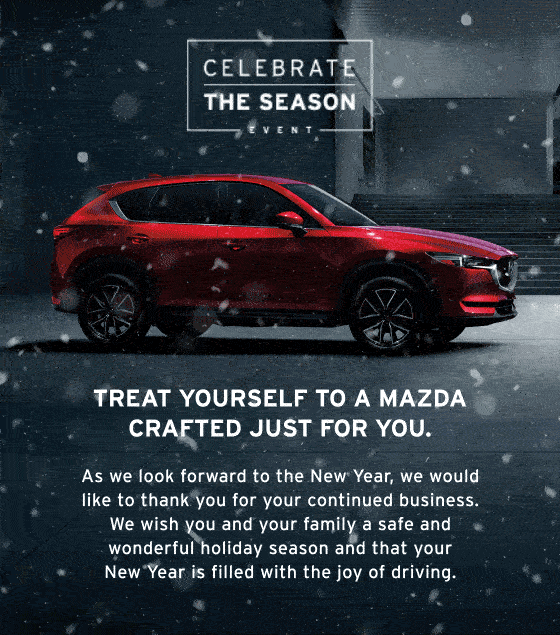 CELEBRATE
THE SEASON
EVENT
TREAT YOURSELF TO A MAZDA
CRAFTED JUST FOR YOU.
As we look forward to the New Year, we would
like to thank you for your continued business.
We wish you and your family a safe and
wonderful holiday season and that your
New Year is filled with the joy of driving.